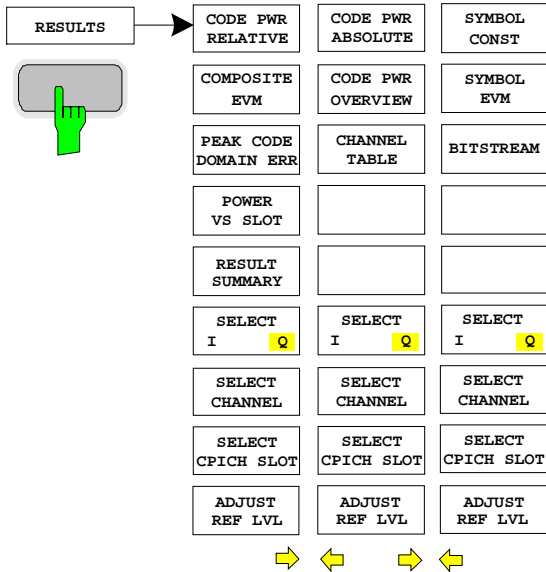 RESULTS
CODE PWR
RELATIVE
COMPOSITE
EVM
PEAK CODE
DOMAIN ERR
POWER
VS SLOT
RESULT
SUMMARY
SELECT
I Q
SELECT
CHANNEL
SELECT
CPICH SLOT
ADJUST
REF LVL
CODE PWR
ABSOLUTE
CODE PWR
OVERVIEW
CHANNEL
TABLE
SELECT
I Q
SELECT
CHANNEL
SELECT
CPICH SLOT
ADJUST
REF LVL
SYMBOL
CONST
SYMBOL
EVM
BITSTREAM
SELECT
I Q
SELECT
CHANNEL
SELECT
CPICH SLOT
ADJUST
REF LVL